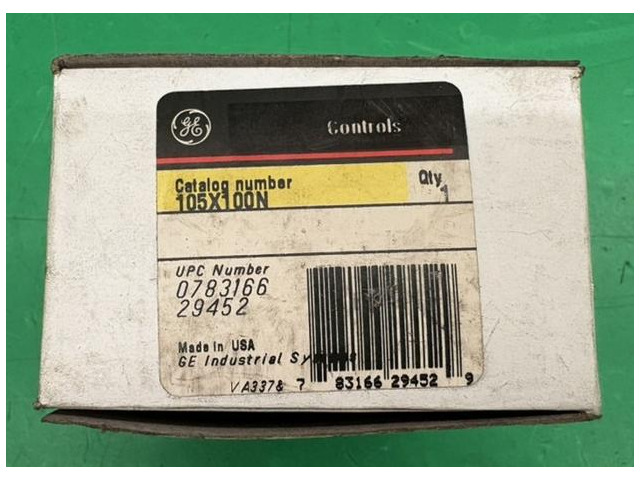 GE
Controls
Catalog number Qty
105X100N 1
UPC Number
0783166
29452
Made in USA
GE Industrial Systems
VA3378 7 83166 29452 9